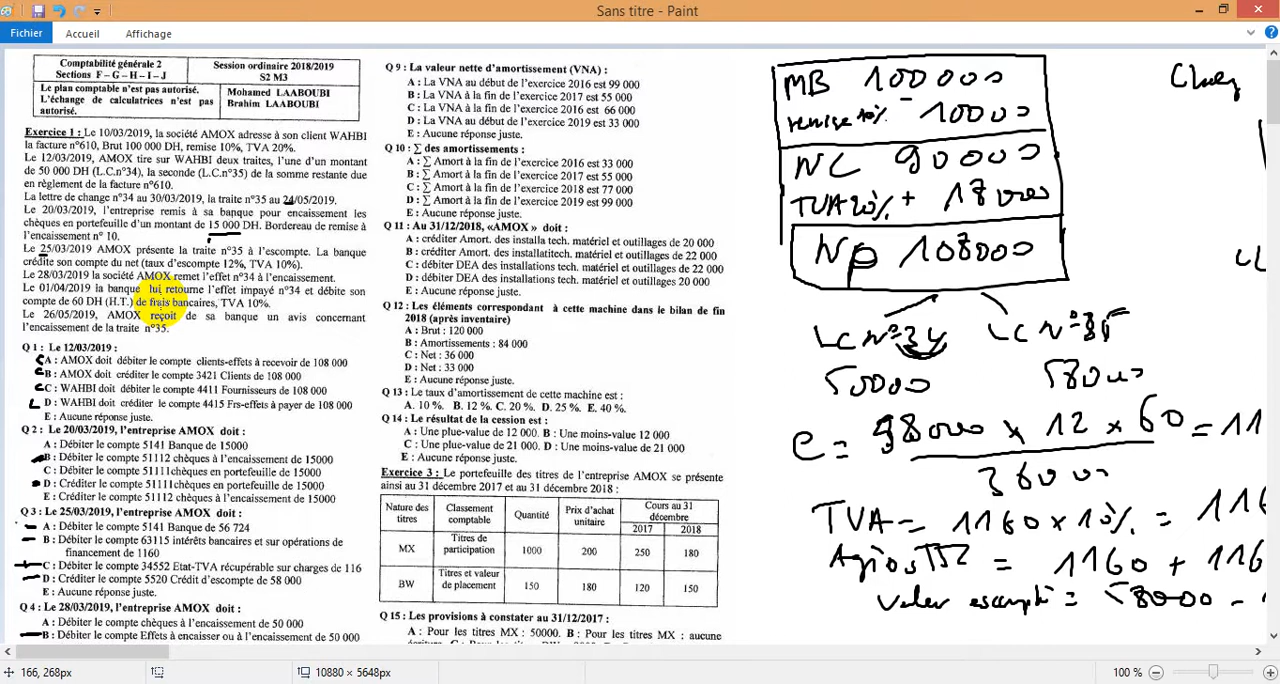 Sans titre - Paint
Fichier
Accueil
Affichage
Comptabilité générale 2
Sections F – G – H – I – J
Session ordinaire 2018/2019
S2 M3
Le plan comptable n'est pas autorisé.
L'échange de calculatrices n'est pas
autorisé.
Mohamed LAABOUBI
Brahim LAABOUBI
Exercice 1 : Le 10/03/2019, la société AMOX adresse à son client WAHBI
la facture n°610, Brut 100 000 DH, remise 10%, TVA 20%.
Le 12/03/2019, AMOX tire sur WAHBI deux traites, l'une d'un montant
de 50 000 DH (L.C.n°34), la seconde (L.C.n°35) de la somme restante due
en règlement de la facture n°610.
La lettre de change n°34 au 30/03/2019, la traite n°35 au 24/05/2019.
Le 20/03/2019, l'entreprise remis à sa banque pour encaissement les
chèques en portefeuille d'un montant de 15 000 DH. Bordereau de remise à
l'encaissement n° 10.
Le 25/03/2019 AMOX présente la traite n°35 à l'escompte. La banque
crédite son compte du net (taux d'escompte 12%, TVA 10%).
Le 28/03/2019 la société AMOX remet l'effet n°34 à l'encaissement.
Le 01/04/2019 la banque lui retourne l'effet impayé n°34 et débite son
compte de 60 DH (H.T.) de frais bancaires, TVA 10%.
Le 26/05/2019, AMOX reçoit de sa banque un avis concernant
l'encaissement de la traite n°35.
Q 1 : Le 12/03/2019 :
A : AMOX doit débiter le compte clients-effets à recevoir de 108 000
B : AMOX doit créditer le compte 3421 Clients de 108 000
C : WAHBI doit débiter le compte 4411 Fournisseurs de 108 000
D : WAHBI doit créditer le compte 4415 Frs-effets à payer de 108 000
E : Aucune réponse juste.
Q 2 : Le 20/03/2019, l'entreprise AMOX doit :
A : Débiter le compte 5141 Banque de 15000
B : Débiter le compte 51112 chèques à l'encaissement de 15000
C : Débiter le compte 51111chèques en portefeuille de 15000
D : Créditer le compte 51111chèques en portefeuille de 15000
E : Créditer le compte 51112 chèques à l'encaissement de 15000
Q 3 : Le 25/03/2019, l'entreprise AMOX doit :
A : Débiter le compte 5141 Banque de 56 724
B : Débiter le compte 63115 intérêts bancaires et sur opérations de
financement de 1160
C : Débiter le compte 34552 Etat-TVA récupérable sur charges de 116
D : Créditer le compte 5520 Crédit d'escompte de 58 000
E : Aucune réponse juste.
Q 4 : Le 28/03/2019, l'entreprise AMOX doit :
A : Débiter le compte chèques à l'encaissement de 50 000
B : Débiter le compte Effets à encaisser ou à l'encaissement de 50 000
Q 9 : La valeur nette d'amortissement (VNA) :
A : La VNA au début de l'exercice 2016 est 99 000
B : La VNA à la fin de l'exercice 2017 est 55 000
C : La VNA à la fin de l'exercice 2016 est 66 000
D : La VNA au début de l'exercice 2019 est 33 000
E : Aucune réponse juste.
Q 10 : ∑ des amortissements :
A : ∑ Amort à la fin de l'exercice 2016 est 33 000
B : ∑ Amort à la fin de l'exercice 2017 est 55 000
C : ∑ Amort à la fin de l'exercice 2018 est 77 000
D : ∑ Amort à la fin de l'exercice 2019 est 99 000
E : Aucune réponse juste.
Q 11 : Au 31/12/2018, «AMOX » doit :
A : créditer Amort. des installa tech. matériel et outillages de 20 000
B : créditer Amort. des installatitech. matériel et outillages de 22 000
C : débiter DEA des installations tech. matériel et outillages de 22 000
D : débiter DEA des installations tech. matériel et outillages de 20 000
E : Aucune réponse juste.
Q 12 : Les éléments correspondant à cette machine dans le bilan de fin
2018 (après inventaire)
A : Brut : 120 000
B : Amortissements : 84 000
C : Net : 36 000
D : Net : 33 000
E : Aucune réponse juste.
Q 13 : Le taux d'amortissement de cette machine est :
A. 10 %. B. 12 %. C. 20 %. D. 25 %. E. 40 %.
Q 14 : Le résultat de la cession est :
A : Une plue-value de 12 000. B : Une moins-value 12 000
C : Une plue-value de 21 000. D : Une moins-value de 21 000
E : Aucune réponse juste.
Exercice 3 : Le portefeuille des titres de l'entreprise AMOX se présente
ainsi au 31 décembre 2017 et au 31 décembre 2018 :
Nature des titres Classement comptable Quantité Prix d'achat unitaire Cours au 31 décembre
2017 2018
MX Titres de participation 1000 200 250 180
BW Titres et valeur de placement 150 180 120 150
Q 15 : Les provisions à constater au 31/12/2017 :
A : Pour les titres MX : 50000. B : Pour les titres MX : aucune
MB 100000
remise 10% - 10000
NC 90000
TVA 20% + 18000
Np 108000
LC n°34 LC n°35
50000 58000
e = 58000 × 12 × 60 = 11
36000
TVA = 1160 × 10% = 116
Agios TTC = 1160 + 116
Valeur = 58000 -
166, 268px
10880 × 5648px
100 %